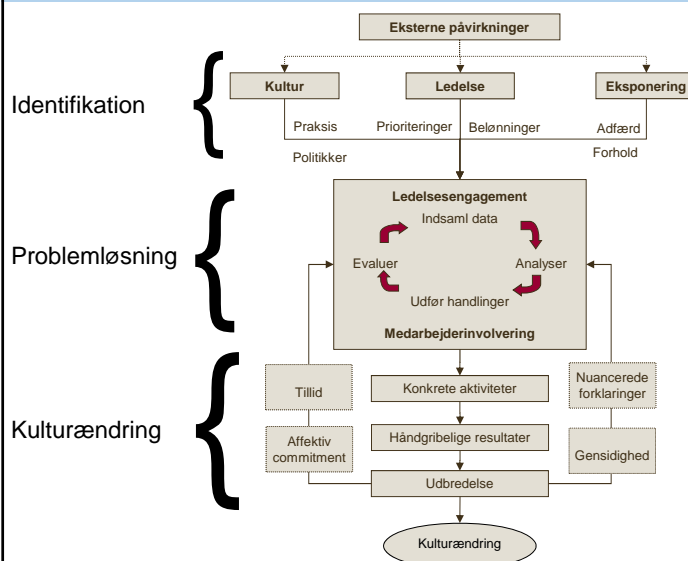 Eksterne påvirkninger
Identifikation
Kultur
Ledelse
Eksponering
Praksis
Prioriteringer
Belønninger
Adfærd
Politikker
Forhold
Problemløsning
Ledelsesengagement
Indsaml data
Evaluer
Analyser
Udfør handlinger
Medarbejderinvolvering
Kulturændring
Tillid
Affektiv
commitment
Konkrete aktiviteter
Håndgribelige resultater
Udbredelse
Nuancerede
forklaringer
Gensidighed
Kulturændring